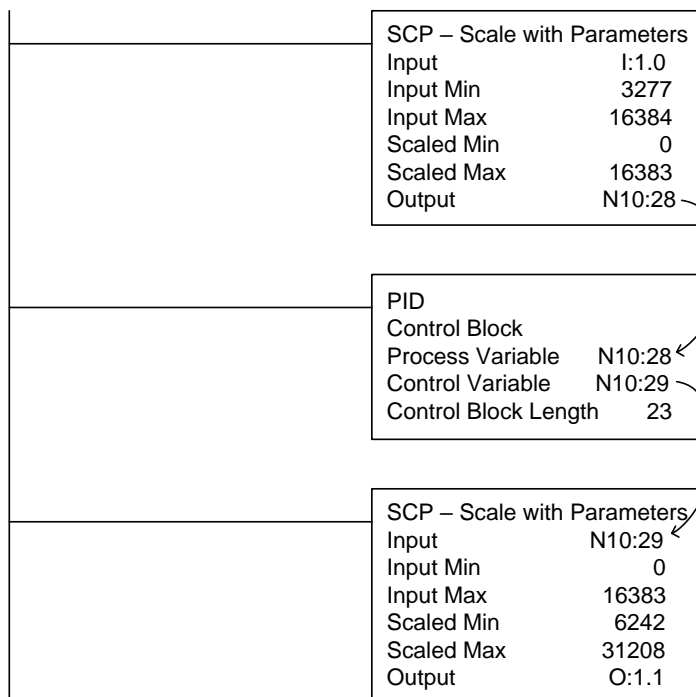 SCP – Scale with Parameters
Input I:1.0
Input Min 3277
Input Max 16384
Scaled Min 0
Scaled Max 16383
Output N10:28
PID
Control Block
Process Variable N10:28
Control Variable N10:29
Control Block Length 23
SCP – Scale with Parameters
Input N10:29
Input Min 0
Input Max 16383
Scaled Min 6242
Scaled Max 31208
Output O:1.1